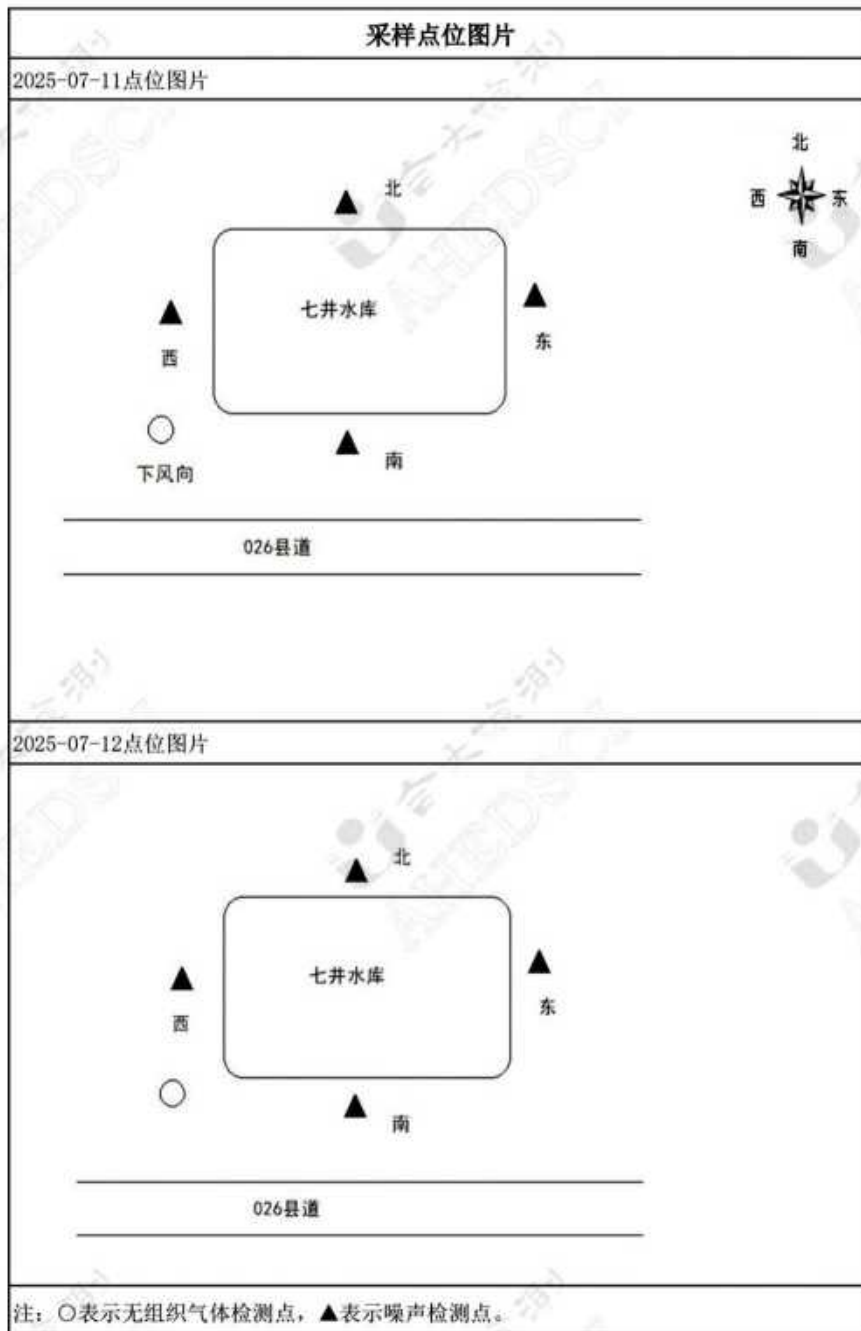 采样点位图片
2025-07-11点位图片
北
北
西 东
南
七井水库
西
东
下风向
南
026县道
2025-07-12点位图片
北
七井水库
西
东
南
026县道
注：○表示无组织气体检测点，▲表示噪声检测点。
AHEDSCI